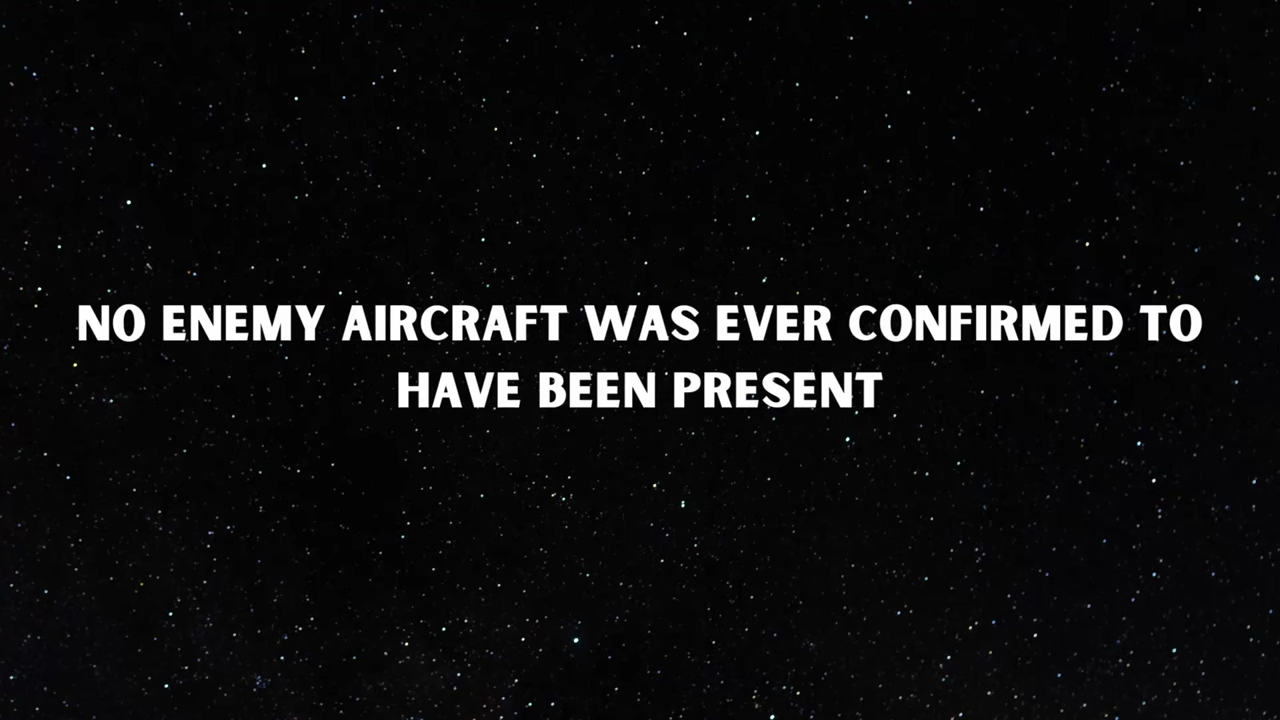 NO ENEMY AIRCRAFT WAS EVER CONFIRMED TO
HAVE BEEN PRESENT